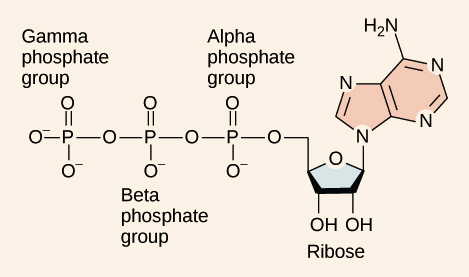 Gamma
phosphate
group
Alpha
phosphate
group
H₂N
N
N
N
N
O
O
O
O⁻
P
O
P
O
P
O
O⁻
O⁻
O⁻
O
Beta
phosphate
group
OH OH
Ribose